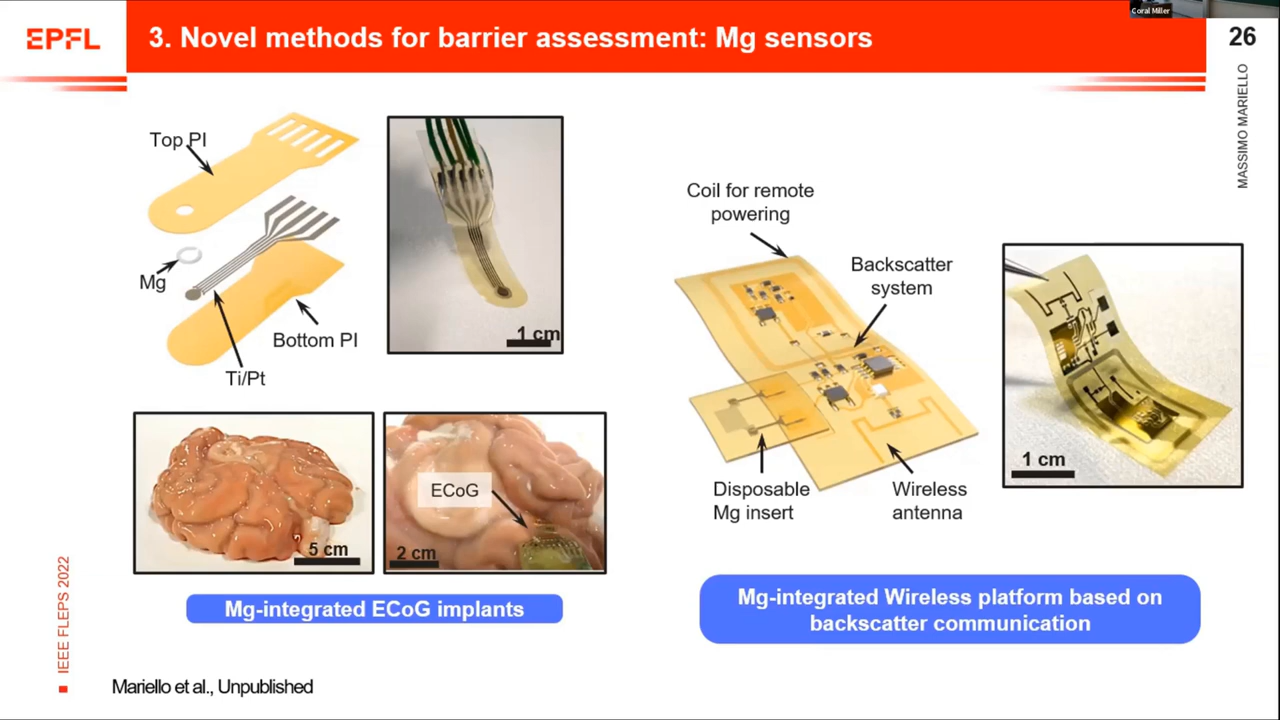 Coral Miller
EPFL
3. Novel methods for barrier assessment: Mg sensors
26
MASSIMO MARIELLO
Top PI
Mg
Ti/Pt
Bottom PI
1 cm
Coil for remote
powering
Backscatter
system
Disposable
Mg insert
Wireless
antenna
1 cm
5 cm
ECoG
2 cm
Mg-integrated ECoG implants
Mg-integrated Wireless platform based on
backscatter communication
IEEE FLEPS 2022
Mariello et al., Unpublished